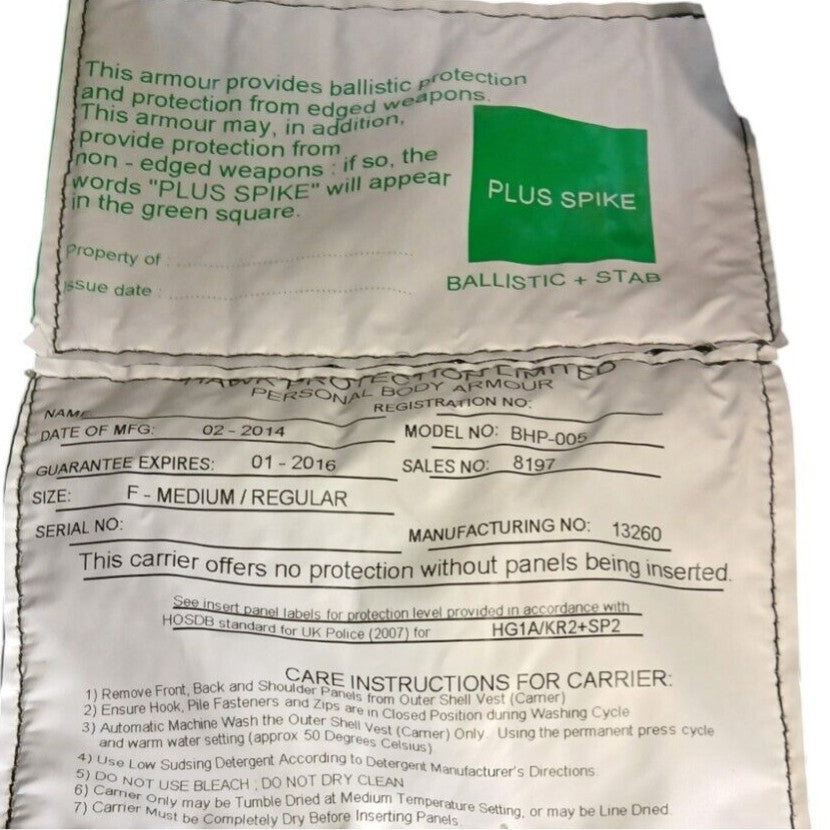 This armour provides ballistic protection
and protection from edged weapons.
This armour may, in addition,
provide protection from
non - edged weapons : if so, the
words "PLUS SPIKE" will appear
in the green square.
PLUS SPIKE
Property of :
Issue date :
BALLISTIC + STAB
PROTECTION LIMITED
PERSONAL BODY ARMOUR
NAME
REGISTRATION NO:
DATE OF MFG: 02 - 2014
MODEL NO: BHP-005
GUARANTEE EXPIRES: 01 - 2016
SALES NO: 8197
SIZE: F - MEDIUM / REGULAR
SERIAL NO:
MANUFACTURING NO: 13260
This carrier offers no protection without panels being inserted.
See insert panel labels for protection level provided in accordance with
HOSDB standard for UK Police (2007) for HG1A/KR2+SP2
CARE INSTRUCTIONS FOR CARRIER:
1) Remove Front, Back and Shoulder Panels from Outer Shell Vest (Carrier)
2) Ensure Hook, Pile Fasteners and Zips are in Closed Position during Washing Cycle
3) Automatic Machine Wash the Outer Shell Vest (Carrier) Only. Using the permanent press cycle
and warm water setting (approx 50 Degrees Celsius)
4) Use Low Sudsing Detergent According to Detergent Manufacturer's Directions.
5) DO NOT USE BLEACH ; DO NOT DRY CLEAN
6) Carrier Only may be Tumble Dried at Medium Temperature Setting, or may be Line Dried.
7) Carrier Must be Completely Dry Before Inserting Panels.